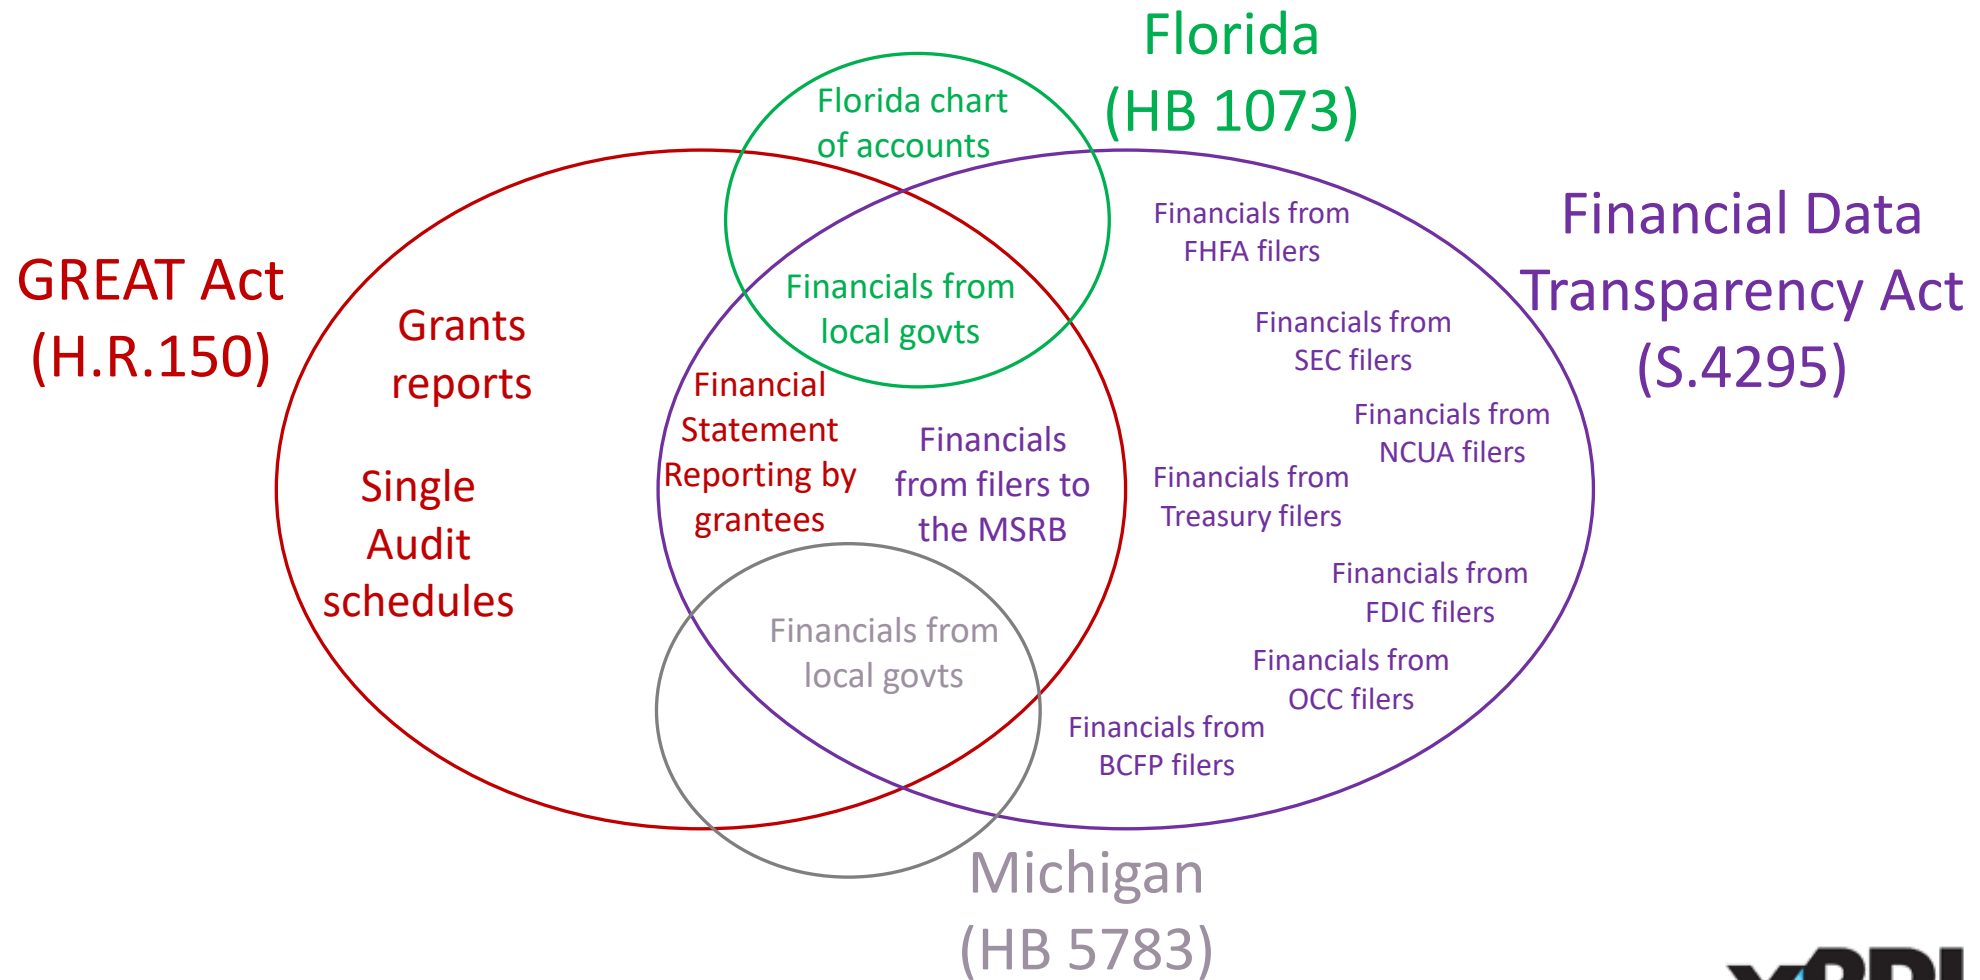 Florida
(HB 1073)
Florida chart
of accounts
Financial Data
Transparency Act
(S.4295)
GREAT Act
(H.R.150)
Grants
reports
Single
Audit
schedules
Financials from
local govts
Financial
Statement
Reporting by
grantees
Financials
from filers to
the MSRB
Financials from
local govts
Financials from
FHFA filers
Financials from
SEC filers
Financials from
NCUA filers
Financials from
Treasury filers
Financials from
FDIC filers
Financials from
OCC filers
Financials from
BCFP filers
Michigan
(HB 5783)